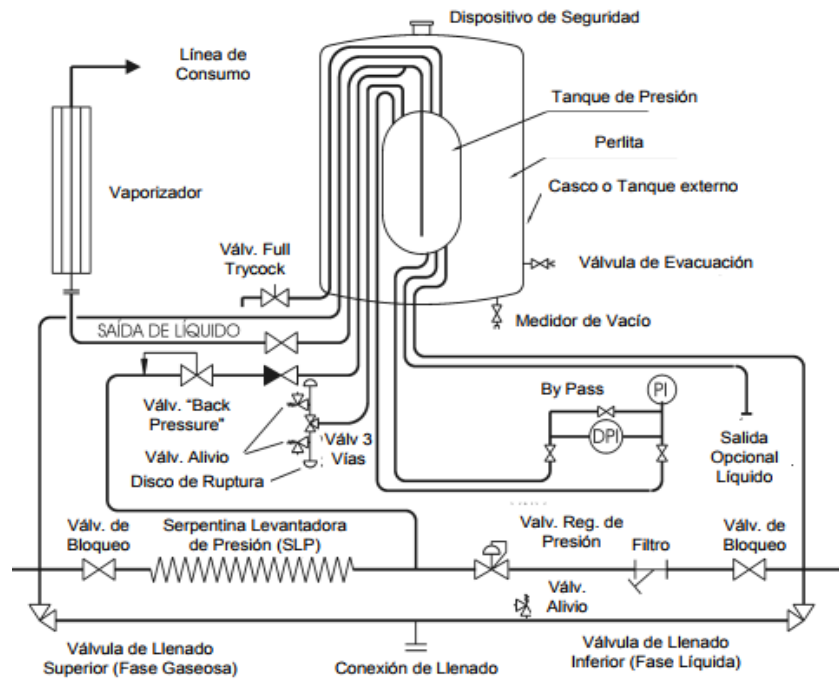 Dispositivo de Seguridad
Línea de
Consumo
Tanque de Presión
Perlita
Casco o Tanque externo
Vaporizador
Válv. Full
Trycock
Válvula de Evacuación
SAÍDA DE LÍQUIDO
Medidor de Vacío
By Pass
PI
Válv. "Back
Pressure"
DPI
Salida
Opcional
Líquido
Válv 3
Vías
Válv. Alivio
Disco de Ruptura
Válv. de
Bloqueo
Serpentina Levantadora
de Presión (SLP)
Valv. Reg. de
Presión
Filtro
Válv. de
Bloqueo
Válv.
Alivio
Válvula de Llenado
Superior (Fase Gaseosa)
Conexión de Llenado
Válvula de Llenado
Inferior (Fase Líquida)